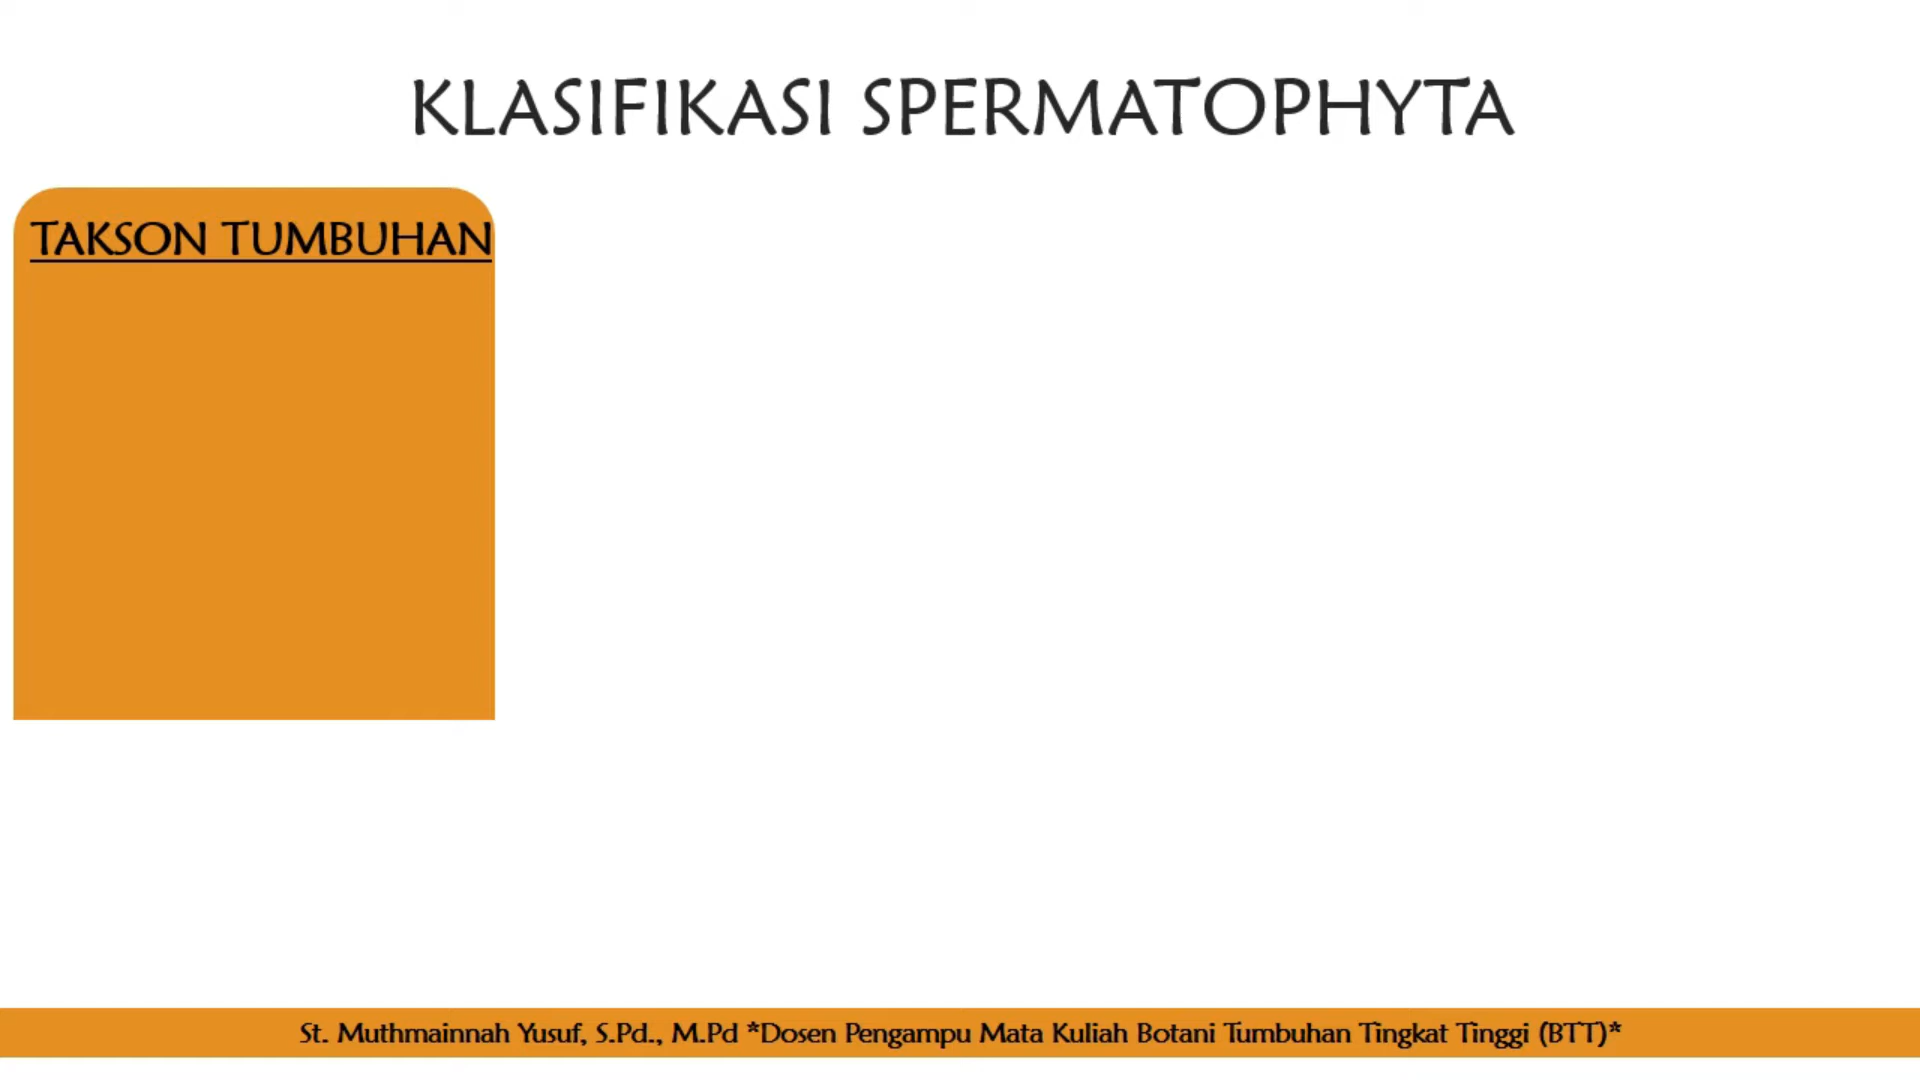 KLASIFIKASI SPERMATOPHYTA
TAKSON TUMBUHAN
St. Muthmainnah Yusuf, S.Pd., M.Pd *Dosen Pengampu Mata Kuliah Botani Tumbuhan Tingkat Tinggi (BTT)*